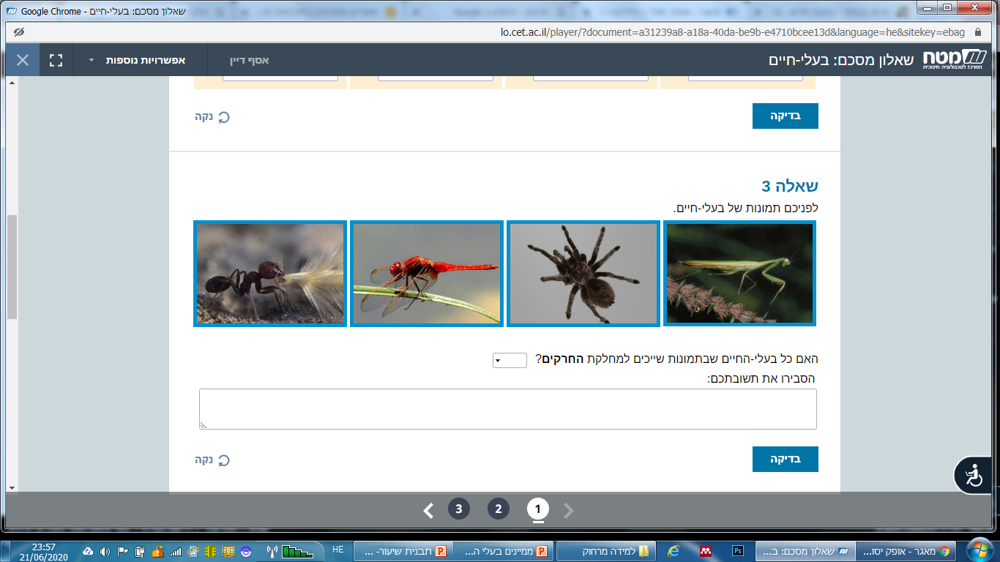 שאלון מסכם: בעלי-חיים - Google Chrome
lo.cet.ac.il/player/?document=a31239a8-a18a-40da-be9b-e4710bcee13d&language=he&sitekey=ebag
מטח
המרכז לטכנולוגיה חינוכית
שאלון מסכם: בעלי-חיים
אסף דיין
אפשרויות נוספות
בדיקה
נקה
שאלה 3
לפניכם תמונות של בעלי-חיים.
האם כל בעלי-החיים שבתמונות שייכים למחלקת החרקים?
הסבירו את תשובתכם:
בדיקה
נקה
1 2 3
מאגר - אופק יסו...
שאלון מסכם: ב...
Ps
למידה מרחוק
ממיינים בעלי ה...
תבנית שיעור- ...
HE
23:57
21/06/2020